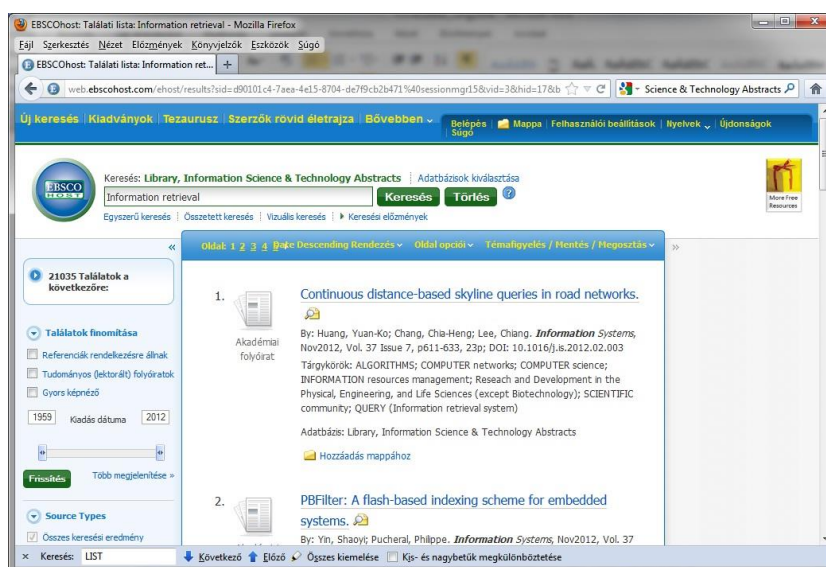 EBSCOhost: Találati lista: Information retrieval - Mozilla Firefox
Fájl Szerkesztés Nézet Előzmények Könyvjelzők Eszközök Súgó
EBSCOhost: Találati lista: Information ret... +
web.ebscohost.com/ehost/results?sid=d90101c4-7aea-4e15-8704-de7f9cb2b471%40sessionmgr15&vid=3&hid=17&b
Science & Technology Abstracts
Új keresés Kiadványok Tezaurusz Szerzők rövid életrajza Bővebben
Belépés Mappa Felhasználói beállítások Nyelvek Újdonságok
Súgó
EBSCO
HOST
Keresés: Library, Information Science & Technology Abstracts Adatbázisok kiválasztása
Information retrieval
Keresés Törlés
Egyszerű keresés Összetett keresés Vizuális keresés Keresési előzmények
More Free
Resources
«
21035 Találatok a
következőre:
Találatok finomítása
Referenciák rendelkezésre állnak
Tudományos (lektorált) folyóiratok
Gyors képnéző
1959 Kiadás dátuma 2012
Frissítés Több megjelenítése »
Source Types
Összes keresési eredmény
Oldal: 1 2 3 4 Date Descending Rendezés Oldal opciói Témafigyelés / Mentés / Megosztás
»
1.
Akadémiai
folyóirat
Continuous distance-based skyline queries in road networks.
By: Huang, Yuan-Ko; Chang, Chia-Heng; Lee, Chiang. Information Systems,
Nov2012, Vol. 37 Issue 7, p611-633, 23p; DOI: 10.1016/j.is.2012.02.003
Tárgykörök: ALGORITHMS; COMPUTER networks; COMPUTER science;
INFORMATION resources management; Reseach and Development in the
Physical, Engineering, and Life Sciences (except Biotechnology); SCIENTIFIC
community; QUERY (Information retrieval system)
Adatbázis: Library, Information Science & Technology Abstracts
Hozzáadás mappához
2.
PBFilter: A flash-based indexing scheme for embedded
systems.
By: Yin, Shaoyi; Pucheral, Philippe. Information Systems, Nov2012, Vol. 37
× Keresés: LIST Következő Előző Összes kiemelése Kis- és nagybetűk megkülönböztetése